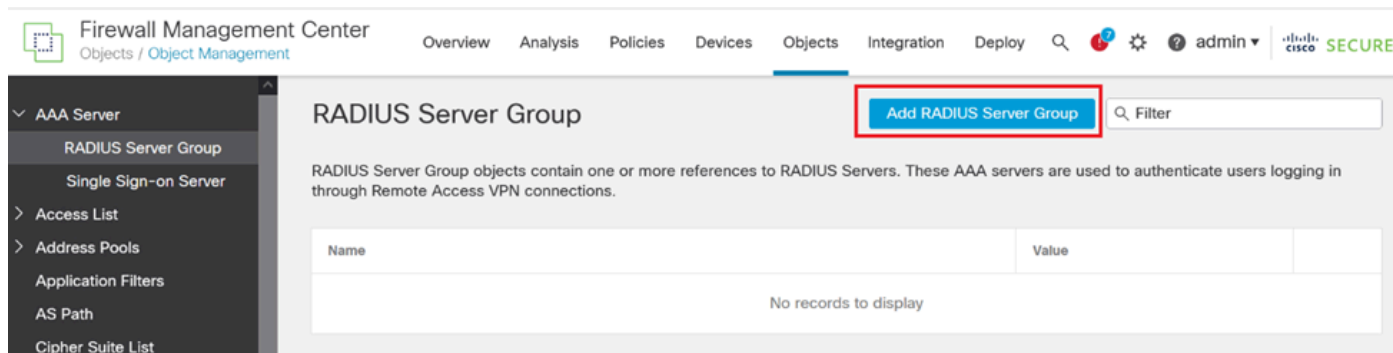 Firewall Management Center
Objects / Object Management
Overview Analysis Policies Devices Objects Integration Deploy 7 admin cisco SECURE
AAA Server
RADIUS Server Group
Single Sign-on Server
Access List
Address Pools
Application Filters
AS Path
Cipher Suite List
RADIUS Server Group
Add RADIUS Server Group
Filter
RADIUS Server Group objects contain one or more references to RADIUS Servers. These AAA servers are used to authenticate users logging in
through Remote Access VPN connections.
Name Value
No records to display